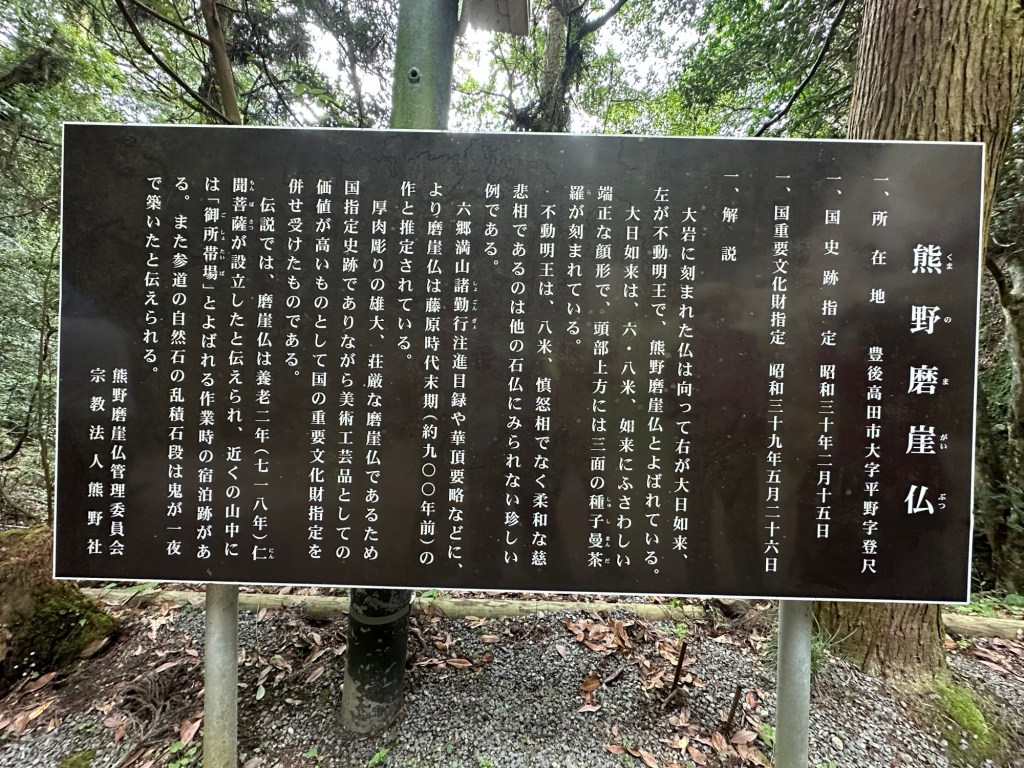 熊野磨崖仏
くまのまがいぶつ
一、所在地　豊後高田市大字平野字登尺
一、国史跡指定　昭和三十年二月十五日
一、国重要文化財指定　昭和三十九年五月二十六日
一、解説
大岩に刻まれた仏は向って右が大日如来、
左が不動明王で、熊野磨崖仏とよばれている。
大日如来は、六・八米、如来にふさわしい
端正な顔形で、頭部上方には三面の種子曼荼
羅が刻まれている。
不動明王は、八米、慎怒相でなく柔和な慈
悲相であるのは他の石仏にみられない珍しい
例である。
六郷満山諸勤行注進目録や華頂要略などに、
より磨崖仏は藤原時代末期（約九〇〇年前）の
作と推定されている。
厚肉彫りの雄大、荘厳な磨崖仏であるため
国指定史跡でありながら美術工芸品としての
価値が高いものとして国の重要文化財指定を
併せ受けたものである。
伝説では、磨崖仏は養老二年（七一八年）仁
聞菩薩が設立したと伝えられ、近くの山中に
は「御所帯場」とよばれる作業時の宿泊跡があ
る。また参道の自然石の乱積石段は鬼が一夜
で築いたと伝えられる。
熊野磨崖仏管理委員会
宗教法人熊野社